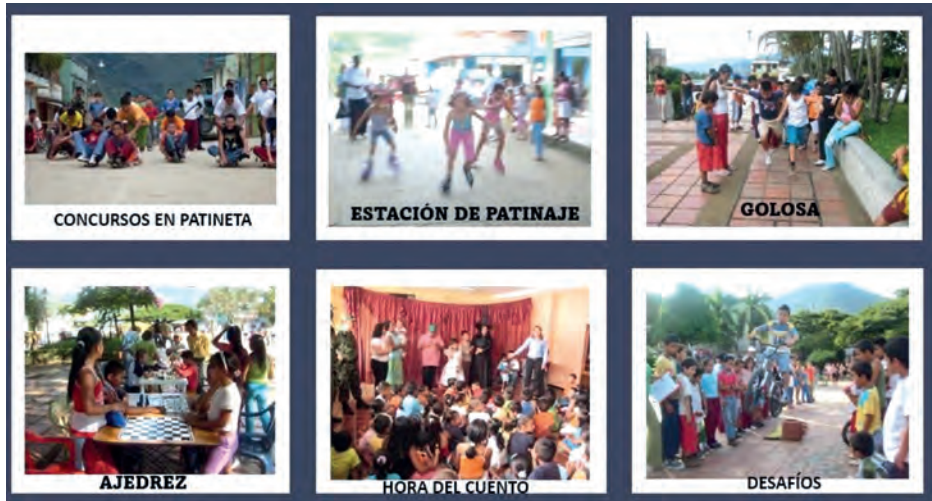 CONCURSOS EN PATINETA
ESTACIÓN DE PATINAJE
GOLOSA
AJEDREZ
HORA DEL CUENTO
DESAFÍOS